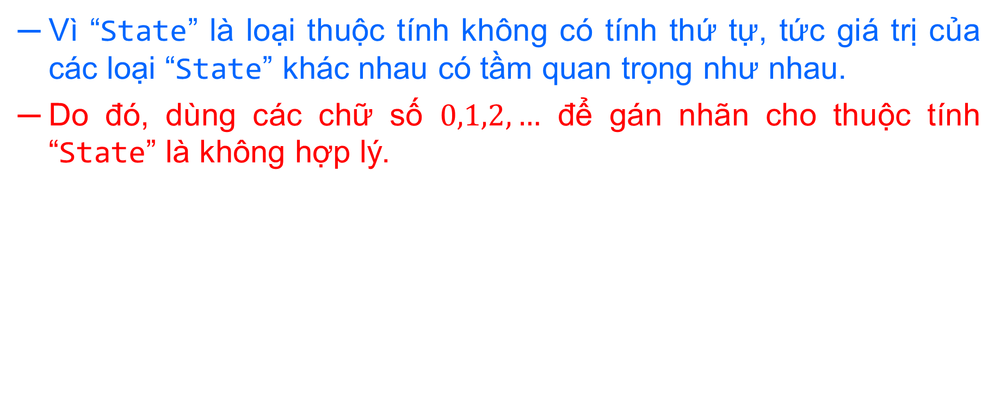 – Vì “State” là loại thuộc tính không có tính thứ tự, tức giá trị của
các loại “State” khác nhau có tầm quan trọng như nhau.
– Do đó, dùng các chữ số 0,1,2, … để gán nhãn cho thuộc tính
“State” là không hợp lý.